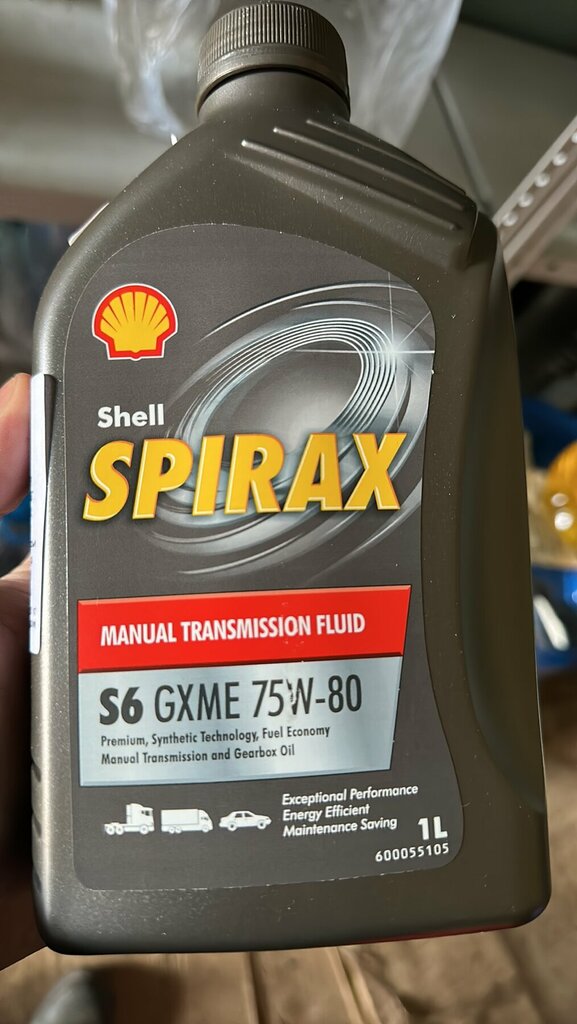 Shell
SPIRAX
MANUAL TRANSMISSION FLUID
S6 GXME 75W-80
Premium, Synthetic Technology, Fuel Economy
Manual Transmission and Gearbox Oil
Exceptional Performance
Energy Efficient
Maintenance Saving
1L
600055105